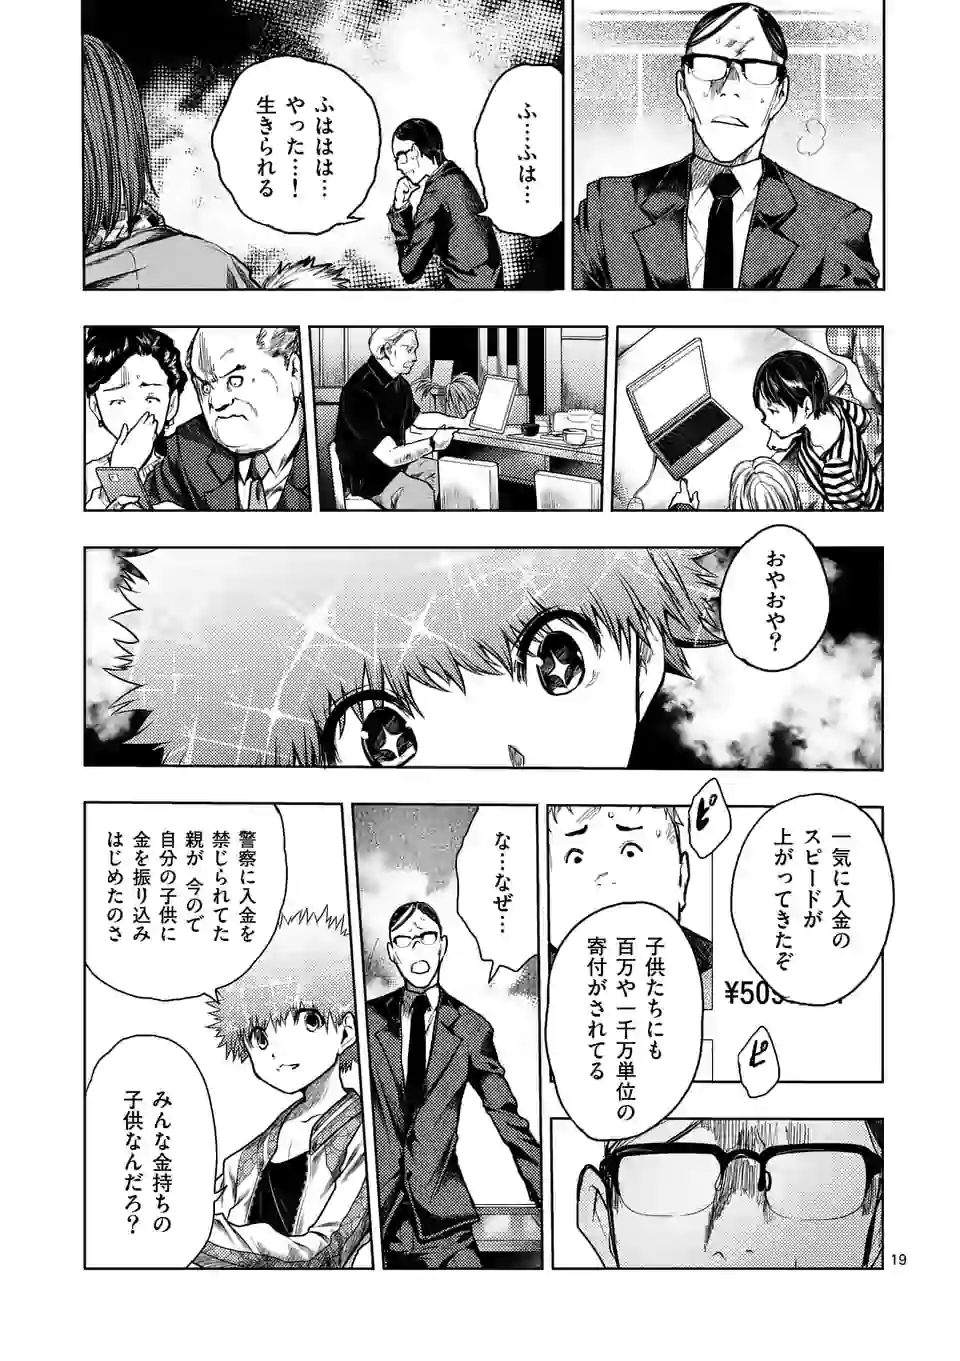 ふ…ふは…
ふははは…
やった…！
生きられる
おやおや？
一気に入金の
スピードが
上がってきたぞ
ピ
子供たちにも
百万や一千万単位の
寄付がされてる
ピ
な…なぜ…
警察に入金を
禁じられてた
親が 今ので
自分の子供に
金を振り込み
はじめたのさ
みんな金持ちの
子供なんだろ？
19